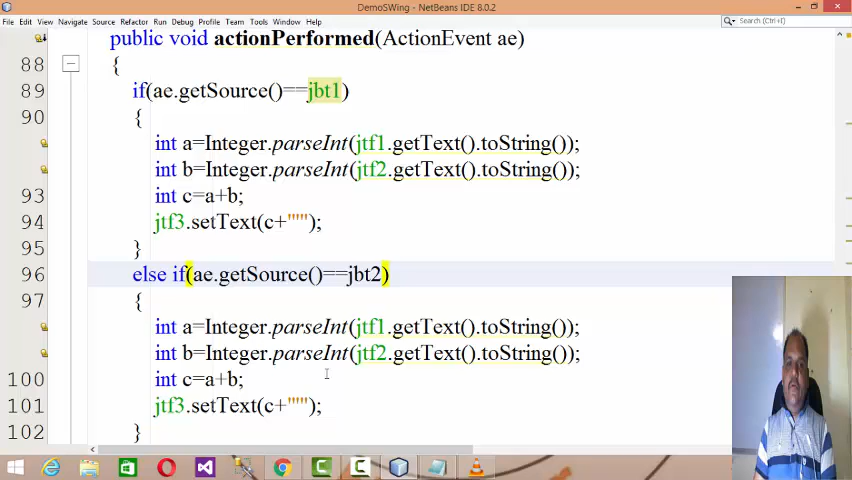 DemoSWing - NetBeans IDE 8.0.2
File Edit View Navigate Source Refactor Run Debug Profile Team Tools Window Help
Search (Ctrl+I)
public void actionPerformed(ActionEvent ae)
88 {
89 if(ae.getSource()==jbt1)
90 {
int a=Integer.parseInt(jtf1.getText().toString());
int b=Integer.parseInt(jtf2.getText().toString());
93 int c=a+b;
94 jtf3.setText(c+"");
95 }
96 else if(ae.getSource()==jbt2)
97 {
int a=Integer.parseInt(jtf1.getText().toString());
int b=Integer.parseInt(jtf2.getText().toString());
100 int c=a+b;
101 jtf3.setText(c+"");
102 }